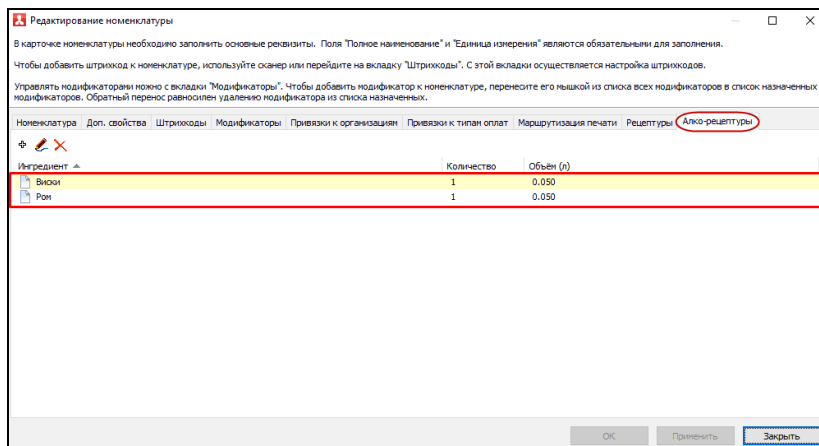 Редактирование номенклатуры
В карточке номенклатуры необходимо заполнить основные реквизиты. Поля "Полное наименование" и "Единица измерения" являются обязательными для заполнения.
Чтобы добавить штрихкод к номенклатуре, используйте сканер или перейдите на вкладку "Штрихкоды". С этой вкладки осуществляется настройка штрихкодов.
Управлять модификаторами можно с вкладки "Модификаторы". Чтобы добавить модификатор к номенклатуре, перенесите его мышкой из списка всех модификаторов в список назначенных
модификаторов. Обратный перенос равносилен удалению модификатора из списка назначенных.
Номенклатура Доп. свойства Штрихкоды Модификаторы Привязки к организациям Привязки к типам оплат Маршрутизация печати Рецептуры Алко-рецептуры
Ингредиент Количество Объём (л)
Виски 1 0.050
Ром 1 0.050
ОК Применить Закрыть